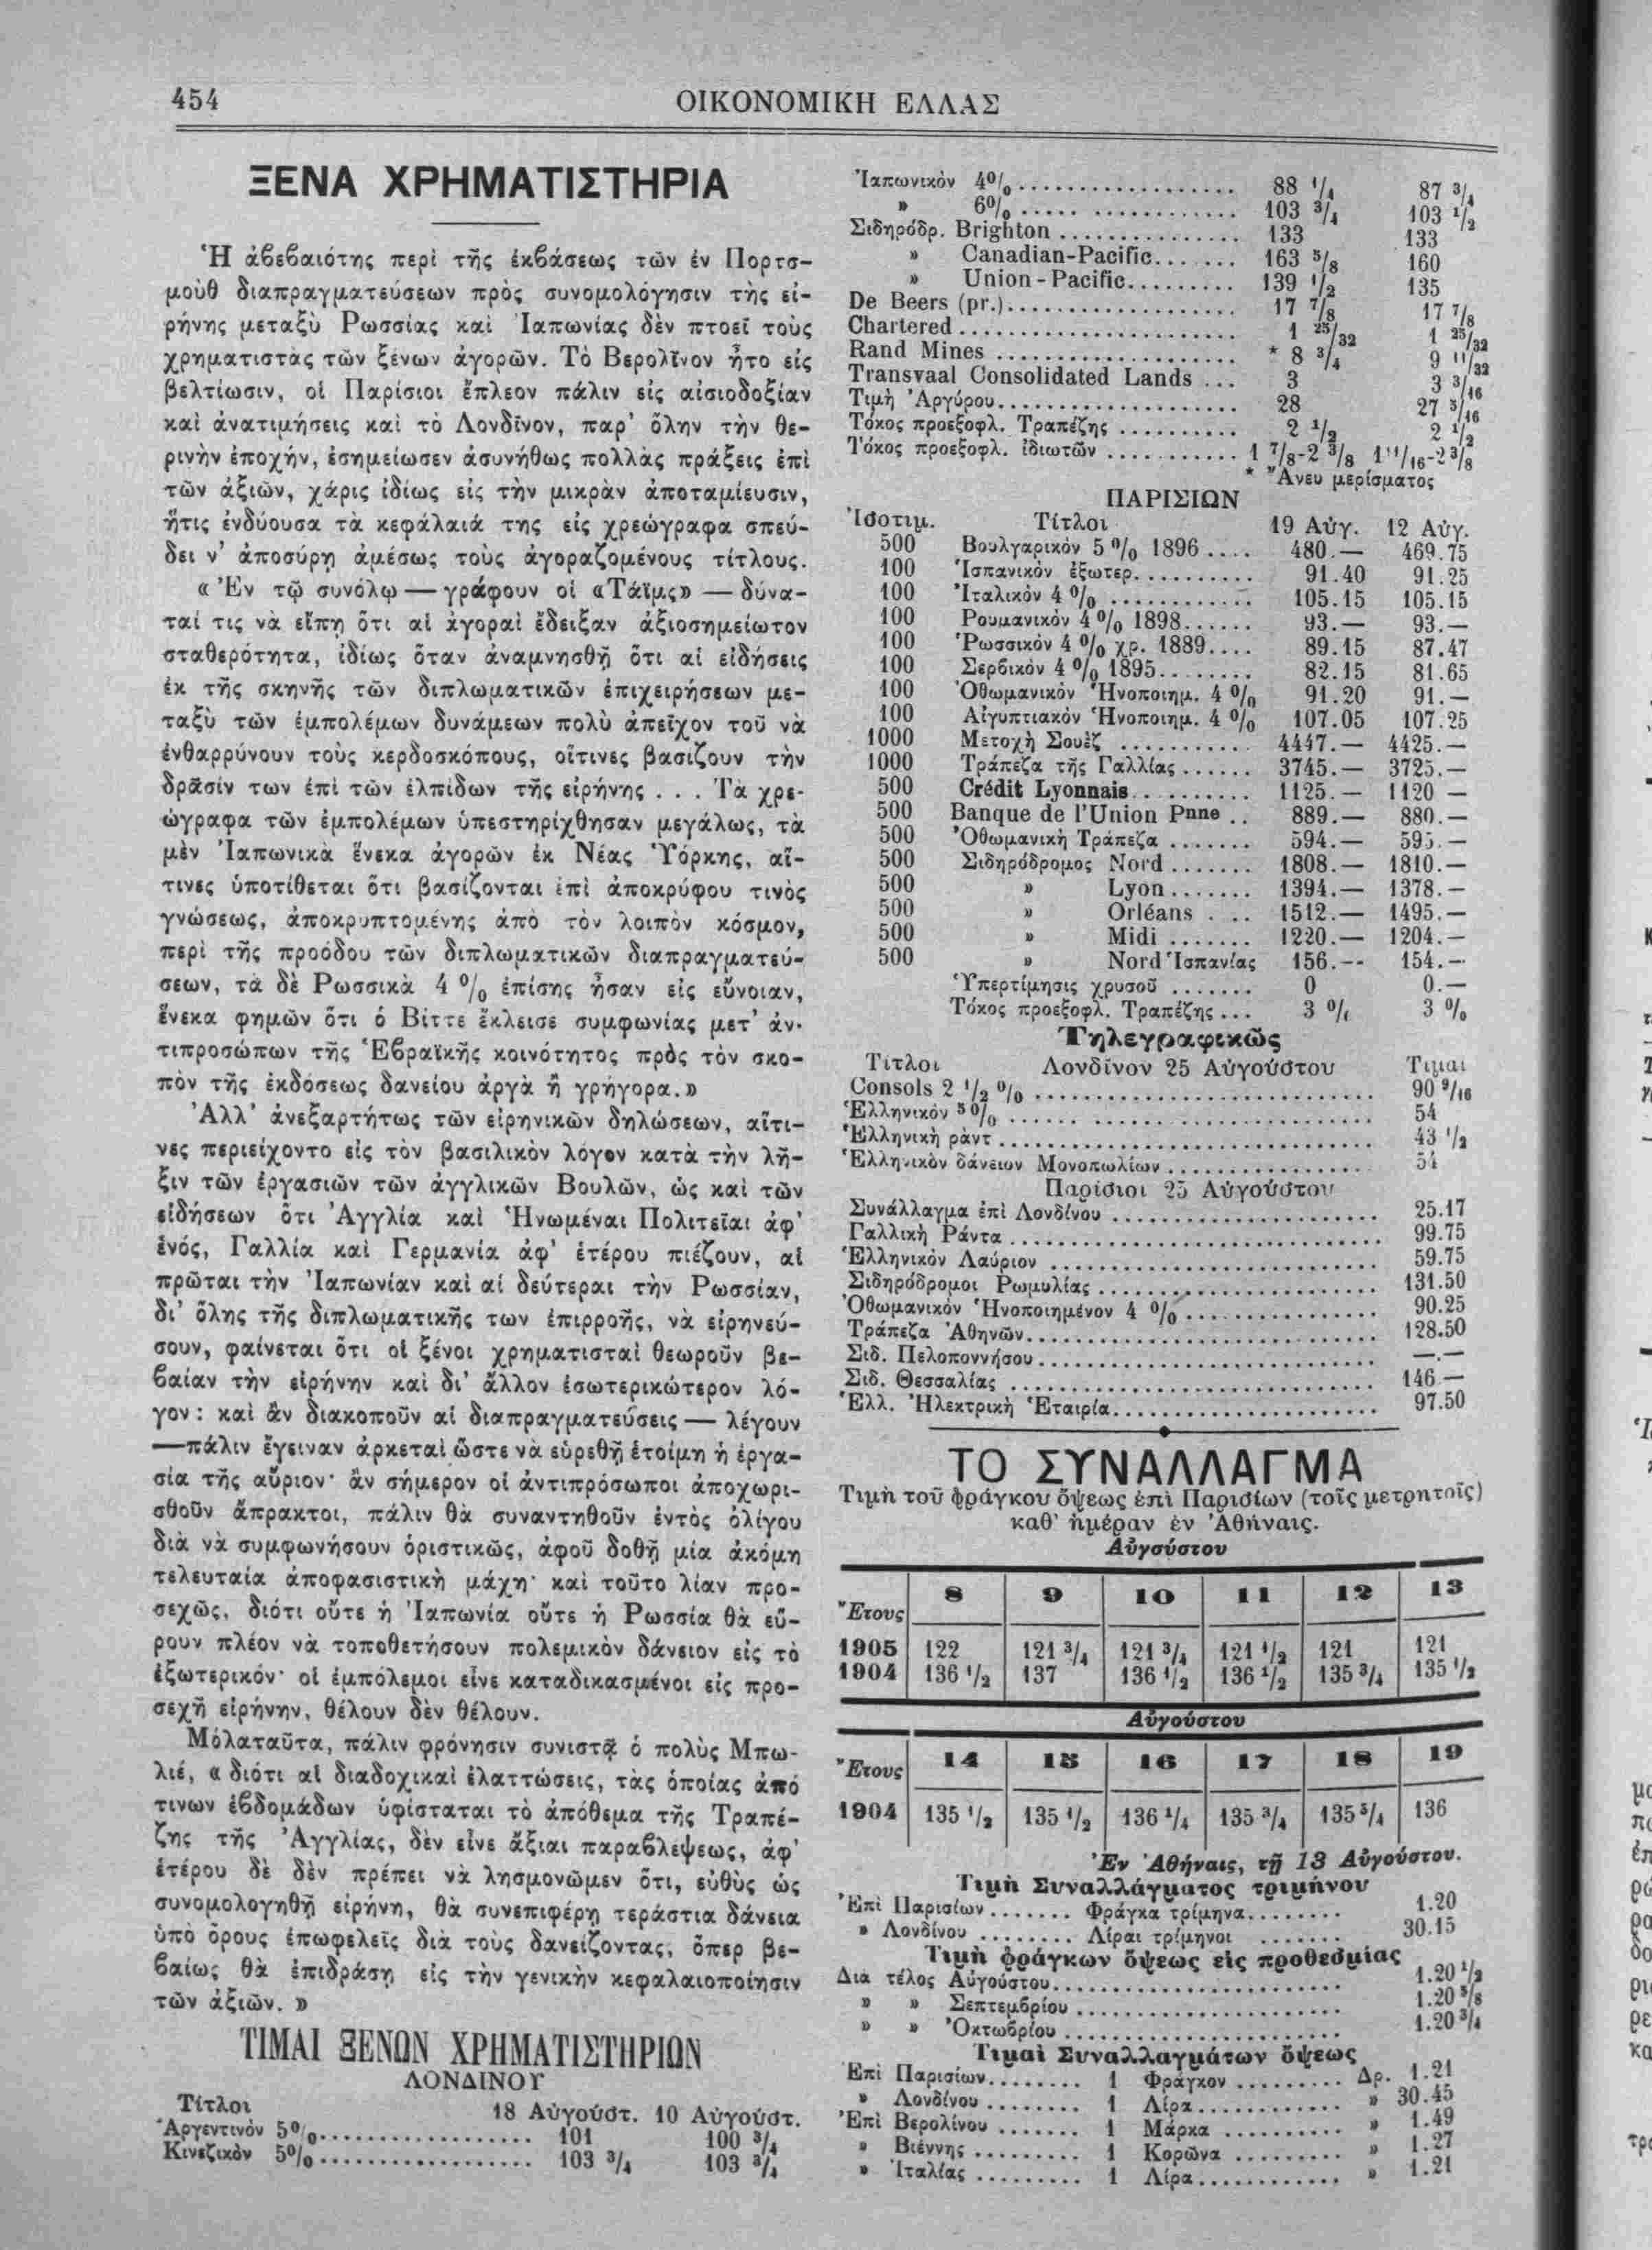 454
ΟΙΚΟΝΟΜΙΚΗ ΕΛΛΑΣ
ΞΕΝΑ ΧΡΗΜΑΤΙΣΤΗΡΙΑ
Ἡ ἀβεβαιότης περὶ τῆς ἐκβάσεως τῶν ἐν Πορτσ-
μοὺθ διαπραγματεύσεων πρὸς συνομολόγησιν τῆς εἰ-
ρήνης μεταξὺ Ρωσσίας καὶ Ἰαπωνίας δὲν πτοεῖ τοὺς
χρηματιστὰς τῶν ξένων ἀγορῶν. Τὸ Βερολῖνον ἦτο εἰς
βελτίωσιν, οἱ Παρίσιοι ἔπλεον πάλιν εἰς αἰσιοδοξίαν
καὶ ἀνατιμήσεις καὶ τὸ Λονδῖνον, παρ' ὅλην τὴν θε-
ρινὴν ἐποχήν, ἐσημείωσεν ἀσυνήθως πολλὰς πράξεις ἐπὶ
τῶν ἀξιῶν, χάρις ἰδίως εἰς τὴν μικρὰν ἀποταμίευσιν,
ἥτις ἐνδύουσα τὰ κεφάλαιά της εἰς χρεώγραφα σπεύ-
δει ν' ἀποσύρῃ ἀμέσως τοὺς ἀγοραζομένους τίτλους.
« Ἐν τῷ συνόλῳ — γράφουν οἱ «Τάϊμς» — δύνα-
ταί τις νὰ εἴπῃ ὅτι αἱ ἀγοραὶ ἔδειξαν ἀξιοσημείωτον
σταθερότητα, ἰδίως ὅταν ἀναμνησθῇ ὅτι αἱ εἰδήσεις
ἐκ τῆς σκηνῆς τῶν διπλωματικῶν ἐπιχειρήσεων με-
ταξὺ τῶν ἐμπολέμων δυνάμεων πολὺ ἀπεῖχον τοῦ νὰ
ἐνθαρρύνουν τοὺς κερδοσκόπους, οἵτινες βασίζουν τὴν
δρᾶσίν των ἐπὶ τῶν ἐλπίδων τῆς εἰρήνης . . . Τὰ χρε-
ώγραφα τῶν ἐμπολέμων ὑπεστηρίχθησαν μεγάλως, τὰ
μὲν Ἰαπωνικὰ ἕνεκα ἀγορῶν ἐκ Νέας Ὑόρκης, αἵ-
τινες ὑποτίθεται ὅτι βασίζονται ἐπὶ ἀποκρύφου τινὸς
γνώσεως, ἀποκρυπτομένης ἀπὸ τὸν λοιπὸν κόσμον,
περὶ τῆς προόδου τῶν διπλωματικῶν διαπραγματεύ-
σεων, τὰ δὲ Ρωσσικὰ 4 % ἐπίσης ἦσαν εἰς εὔνοιαν,
ἕνεκα φημῶν ὅτι ὁ Βίττε ἔκλεισε συμφωνίας μετ' ἀν-
τιπροσώπων τῆς Ἑβραϊκῆς κοινότητος πρὸς τὸν σκο-
πὸν τῆς ἐκδόσεως δανείου ἀργὰ ἢ γρήγορα.»
Ἀλλ' ἀνεξαρτήτως τῶν εἰρηνικῶν δηλώσεων, αἵτι-
νες περιείχοντο εἰς τὸν βασιλικὸν λόγον κατὰ τὴν λῆ-
ξιν τῶν ἐργασιῶν τῶν ἀγγλικῶν Βουλῶν, ὡς καὶ τῶν
εἰδήσεων ὅτι Ἀγγλία καὶ Ἡνωμέναι Πολιτεῖαι ἀφ'
ἑνός, Γαλλία καὶ Γερμανία ἀφ' ἑτέρου πιέζουν, αἱ
πρῶται τὴν Ἰαπωνίαν καὶ αἱ δεύτεραι τὴν Ρωσσίαν,
δι' ὅλης τῆς διπλωματικῆς των ἐπιρροῆς, νὰ εἰρηνεύ-
σουν, φαίνεται ὅτι οἱ ξένοι χρηματισταὶ θεωροῦν βε-
βαίαν τὴν εἰρήνην καὶ δι' ἄλλον ἐσωτερικώτερον λό-
γον : καὶ ἂν διακοποῦν αἱ διαπραγματεύσεις — λέγουν
—πάλιν ἔγειναν ἀρκεταὶ ὥστε νὰ εὑρεθῇ ἑτοίμη ἡ ἐργα-
σία τῆς αὔριον· ἂν σήμερον οἱ ἀντιπρόσωποι ἀποχωρι-
σθοῦν ἄπρακτοι, πάλιν θὰ συναντηθοῦν ἐντὸς ὀλίγου
διὰ νὰ συμφωνήσουν ὁριστικῶς, ἀφοῦ δοθῇ μία ἀκόμη
τελευταία ἀποφασιστικὴ μάχη· καὶ τοῦτο λίαν προ-
σεχῶς, διότι οὔτε ἡ Ἰαπωνία οὔτε ἡ Ρωσσία θὰ εὕ-
ρουν πλέον νὰ τοποθετήσουν πολεμικὸν δάνειον εἰς τὸ
ἐξωτερικόν· οἱ ἐμπόλεμοι εἶνε καταδικασμένοι εἰς προ-
σεχῆ εἰρήνην, θέλουν δὲν θέλουν.
Μόλαταῦτα, πάλιν φρόνησιν συνιστᾷ ὁ πολὺς Μπω-
λιέ, « διότι αἱ διαδοχικαὶ ἐλαττώσεις, τὰς ὁποίας ἀπό
τινων ἑβδομάδων ὑφίσταται τὸ ἀπόθεμα τῆς Τραπέ-
ζης τῆς Ἀγγλίας, δὲν εἶνε ἄξιαι παραβλέψεως, ἀφ'
ἑτέρου δὲ δὲν πρέπει νὰ λησμονῶμεν ὅτι, εὐθὺς ὡς
συνομολογηθῇ εἰρήνη, θὰ συνεπιφέρῃ τεράστια δάνεια
ὑπὸ ὅρους ἐπωφελεῖς διὰ τοὺς δανείζοντας, ὅπερ βε-
βαίως θὰ ἐπιδράσῃ εἰς τὴν γενικὴν κεφαλαιοποίησιν
τῶν ἀξιῶν. »
ΤΙΜΑΙ ΞΕΝΩΝ ΧΡΗΜΑΤΙΣΤΗΡΙΩΝ
ΛΟΝΔΙΝΟΥ
Τίτλοι 18 Αὐγούστ. 10 Αὐγούστ.
Ἀργεντινὸν 5% .................. 101 100 3/4
Κινεζικὸν 5% .................. 103 3/4 103 3/4
Ἰαπωνικὸν 4% .................. 88 1/4 87 3/4
» 6% .................. 103 3/4 103 1/2
Σιδηρόδρ. Brighton ................ 133 133
» Canadian-Pacific....... 163 5/8 160
» Union-Pacific......... 139 1/2 135
De Beers (pr.)................... 17 7/8 17 7/8
Chartered ....................... 1 25/32 1 25/32
Rand Mines .................... * 8 3/4 9 11/32
Transvaal Consolidated Lands ... 3 3 3/16
Τιμὴ Ἀργύρου.................... 28 27 5/16
Τόκος προεξοφλ. Τραπέζης .......... 2 1/2 2 1/2
Τόκος προεξοφλ. ἰδιωτῶν ........... 1 7/8-2 3/8 1 11/16-2 3/8
* Ἄνευ μερίσματος
ΠΑΡΙΣΙΩΝ
Ἰσοτιμ. Τίτλοι 19 Αὐγ. 12 Αὐγ.
500 Βουλγαρικὸν 5 % 1896 .... 480.— 469.75
100 Ἱσπανικὸν ἐξωτερ.......... 91.40 91.25
100 Ἰταλικὸν 4 % ............ 105.15 105.15
100 Ρουμανικὸν 4 % 1898...... 93.— 93.—
100 Ῥωσσικὸν 4 % χρ. 1889.... 89.15 87.47
100 Σερβικὸν 4 % 1895........ 82.15 81.65
100 Ὀθωμανικὸν Ἡνοποιημ. 4 % 91.20 91.—
100 Αἰγυπτιακὸν Ἡνοποιημ. 4 % 107.05 107.25
1000 Μετοχὴ Σουὲζ ........... 4447.— 4425.—
1000 Τράπεζα τῆς Γαλλίας ...... 3745.— 3725.—
500 Crédit Lyonnais.......... 1125.— 1120 —
500 Banque de l'Union Pnne .. 889.— 880.—
500 Ὀθωμανικὴ Τράπεζα ....... 594.— 595.—
500 Σιδηρόδρομος Nord ....... 1808.— 1810.—
500 » Lyon ....... 1394.— 1378.—
500 » Orléans .... 1512.— 1495.—
500 » Midi ....... 1220.— 1204.—
500 » Nord Ἱσπανίας 156.— 154.—
Ὑπερτίμησις χρυσοῦ ....... 0 0.—
Τόκος προεξοφλ. Τραπέζης ... 3 % 3 %
Τηλεγραφικῶς
Τίτλοι Λονδῖνον 25 Αὐγούστου Τιμαὶ
Consols 2 1/2 % ............................. 90 9/16
Ἑλληνικὸν 5% ............................. 54
Ἑλληνικὴ ρὰντ ............................. 43 1/2
Ἑλληνικὸν δάνειον Μονοπωλίων ................. 54
Παρίσιοι 25 Αὐγούστου
Συνάλλαγμα ἐπὶ Λονδίνου ...................... 25.17
Γαλλικὴ Ράντα ............................. 99.75
Ἑλληνικὸν Λαύριον ............................ 59.75
Σιδηρόδρομοι Ρωμυλίας ........................ 131.50
Ὀθωμανικὸν Ἡνοποιημένον 4 % ................. 90.25
Τράπεζα Ἀθηνῶν............................. 128.50
Σιδ. Πελοποννήσου............................. —.—
Σιδ. Θεσσαλίας ............................. 146.—
Ἑλλ. Ἠλεκτρικὴ Ἑταιρία....................... 97.50
ΤΟ ΣΥΝΑΛΛΑΓΜΑ
Τιμὴ τοῦ φράγκου ὄψεως ἐπὶ Παρισίων (τοῖς μετρητοῖς)
καθ' ἡμέραν ἐν Ἀθήναις.
Αὐγούστου
Ἔτους 8 9 10 11 12 13
1905 122 121 3/4 121 3/4 121 1/2 121 121
1904 136 1/2 137 136 1/2 136 1/2 135 3/4 135 1/2
Αὐγούστου
Ἔτους 14 15 16 17 18 19
1904 135 1/2 135 1/2 136 1/4 135 3/4 135 3/4 136
Ἐν Ἀθήναις, τῇ 13 Αὐγούστου.
Τιμὴ Συναλλάγματος τριμήνου
Ἐπὶ Παρισίων ....... Φράγκα τρίμηνα........ 1.20
» Λονδίνου ........ Λίραι τρίμηνοι ....... 30.15
Τιμὴ φράγκων ὄψεως εἰς προθεσμίας
Διὰ τέλος Αὐγούστου......................... 1.20 1/2
» » Σεπτεμβρίου ........................ 1.20 5/8
» » Ὀκτωβρίου ......................... 1.20 3/4
Τιμαὶ Συναλλαγμάτων ὄψεως
Ἐπὶ Παρισίων........ 1 Φράγκον ......... Δρ. 1.21
» Λονδίνου ........ 1 Λίρα............ » 30.45
Ἐπὶ Βερολίνου ....... 1 Μάρκα .......... » 1.49
» Βιέννης .......... 1 Κορῶνα ......... » 1.27
» Ἰταλίας ......... 1 Λίρα............ » 1.21